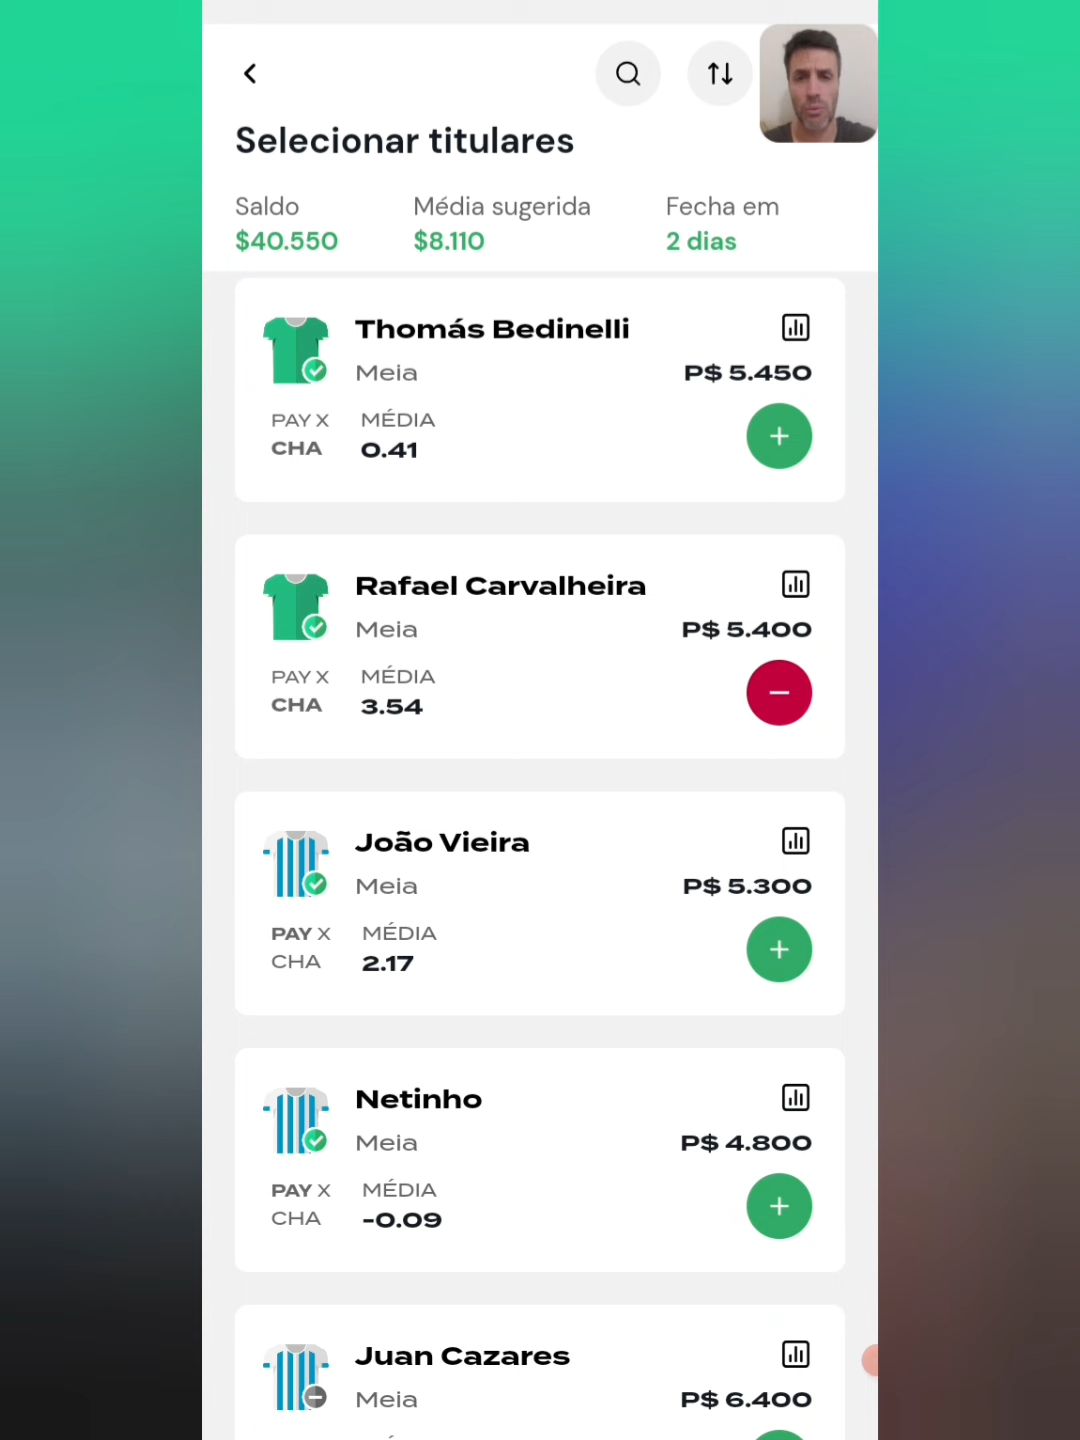 Selecionar titulares
Saldo Média sugerida Fecha em
$40.550 $8.110 2 dias
Thomás Bedinelli
Meia P$ 5.450
PAY X MÉDIA
CHA 0.41
Rafael Carvalheira
Meia P$ 5.400
PAY X MÉDIA
CHA 3.54
João Vieira
Meia P$ 5.300
PAY X MÉDIA
CHA 2.17
Netinho
Meia P$ 4.800
PAY X MÉDIA
CHA -0.09
Juan Cazares
Meia P$ 6.400